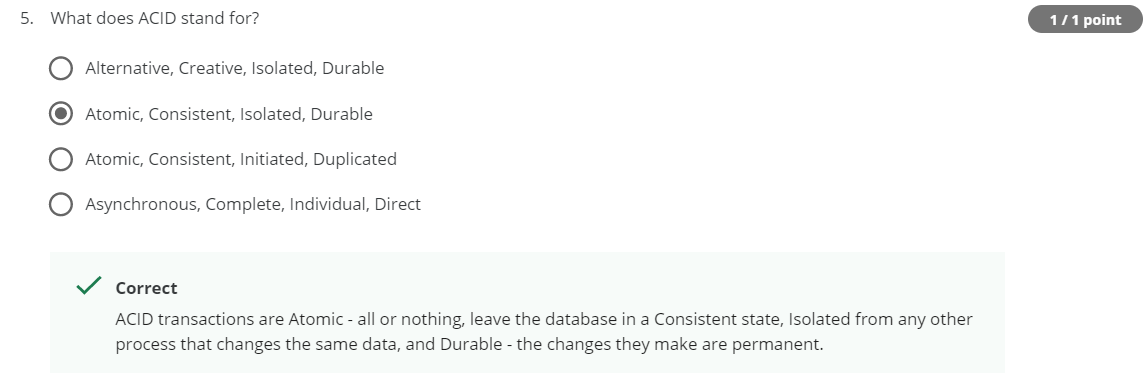 5. What does ACID stand for?
1 / 1 point
Alternative, Creative, Isolated, Durable
Atomic, Consistent, Isolated, Durable
Atomic, Consistent, Initiated, Duplicated
Asynchronous, Complete, Individual, Direct
Correct
ACID transactions are Atomic - all or nothing, leave the database in a Consistent state, Isolated from any other
process that changes the same data, and Durable - the changes they make are permanent.